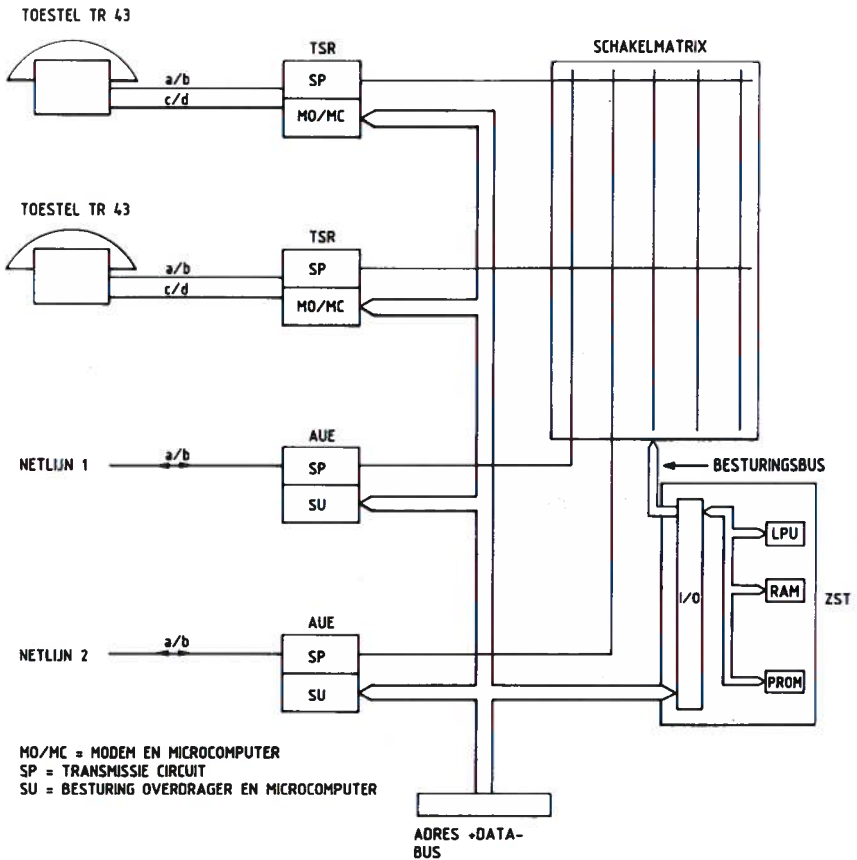 TOESTEL TR 43
a/b
c/d
TSR
SP
MO/MC
SCHAKELMATRIX
TOESTEL TR 43
a/b
c/d
TSR
SP
MO/MC
NETLIJN 1
a/b
AUE
SP
SU
BESTURINGSBUS
LPU
RAM
I/O
ZST
PROM
NETLIJN 2
a/b
AUE
SP
SU
MO/MC = MODEM EN MICROCOMPUTER
SP = TRANSMISSIE CIRCUIT
SU = BESTURING OVERDRAGER EN MICROCOMPUTER
ADRES +DATA-
BUS